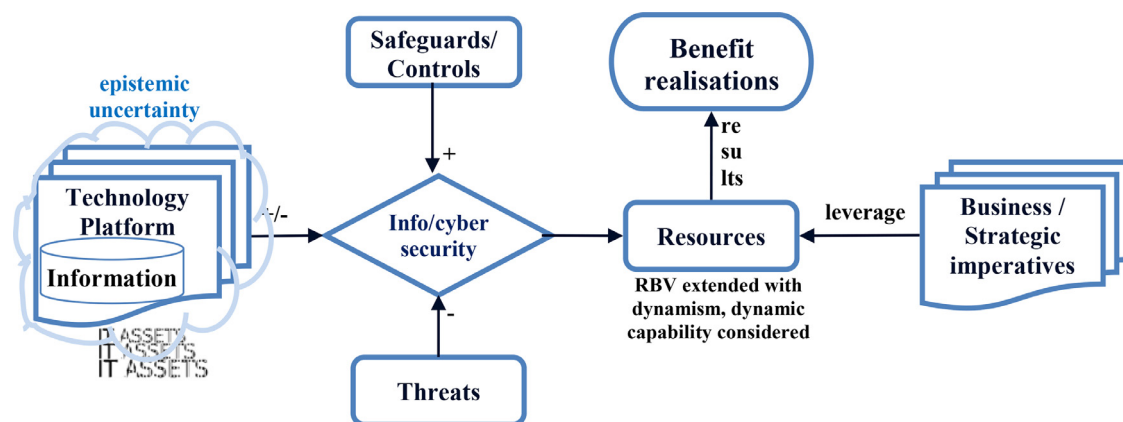 Safeguards/
Controls
Benefit
realisations
epistemic
uncertainty
re
su
lts
+
Technology
Platform
Information
+/-
Info/cyber
security
Resources
leverage
Business /
Strategic
imperatives
RBV extended with
dynamism, dynamic
capability considered
-
IT ASSETS
IT ASSETS
IT ASSETS
Threats